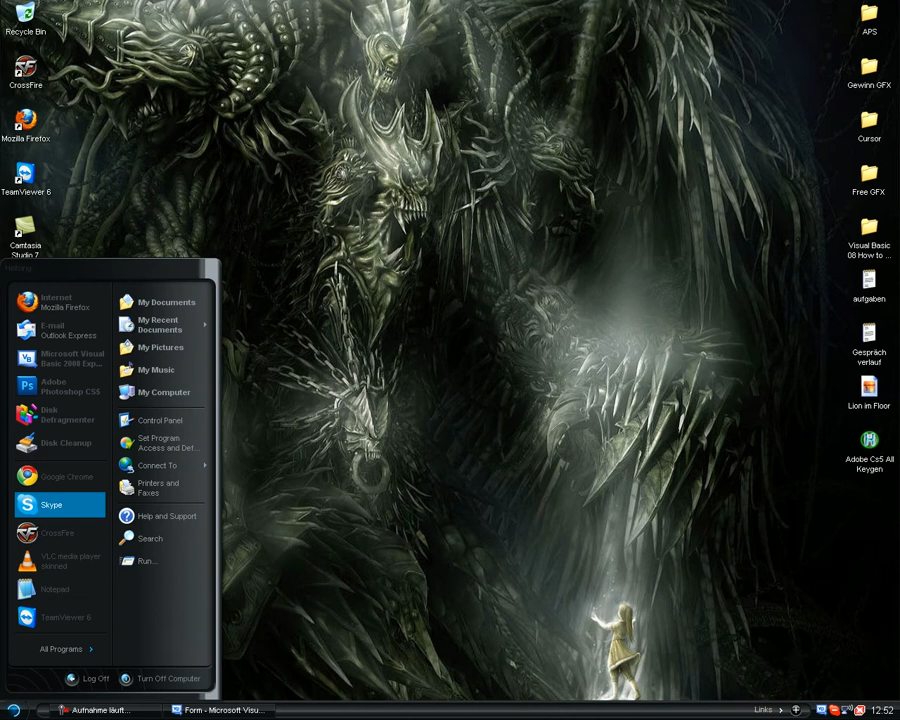 Recycle Bin
CrossFire
Mozilla Firefox
TeamViewer 6
Camtasia
Studio 7
APS
Gewinn GFX
Cursor
Free GFX
Visual Basic
08 How to ...
aufgaben
Gespräch
verlauf
Lion im Floor
Adobe Cs5 All
Keygen
Internet
Mozilla Firefox
E-mail
Outlook Express
Microsoft Visual
Basic 2008 Exp...
Adobe
Photoshop CS5
Disk
Defragmenter
Disk Cleanup
Google Chrome
Skype
CrossFire
VLC media player
skinned
Notepad
TeamViewer 6
All Programs
My Documents
My Recent
Documents
My Pictures
My Music
My Computer
Control Panel
Set Program
Access and Def...
Connect To
Printers and
Faxes
Help and Support
Search
Run...
Log Off
Turn Off Computer
Aufnahme läuft...
Form - Microsoft Visu...
Links
12:52